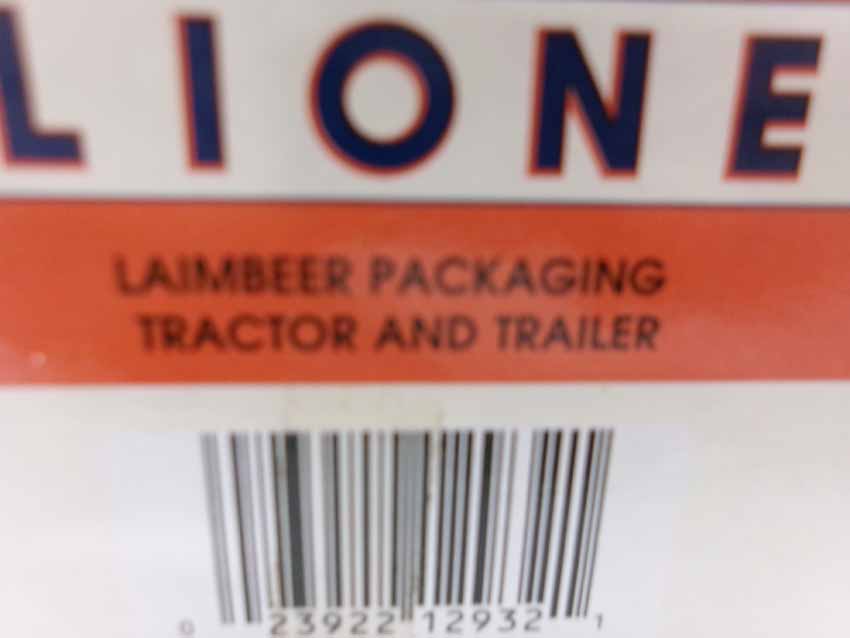 LIONE
LAIMBEER PACKAGING
TRACTOR AND TRAILER
0 23922 12932 1